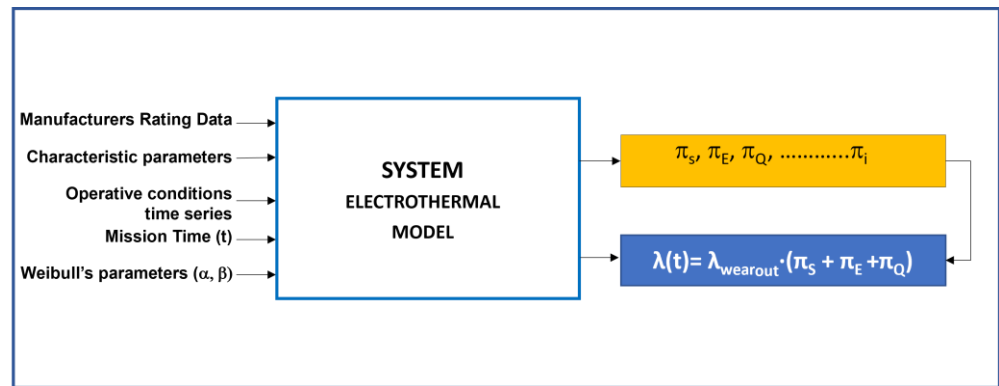 Manufacturers Rating Data
Characteristic parameters
Operative conditions
time series
Mission Time (t)
Weibull's parameters (α, β)
SYSTEM
ELECTROTHERMAL
MODEL
πs, πE, πQ, ............πi
λ(t)= λwearout·(πS + πE +πQ)